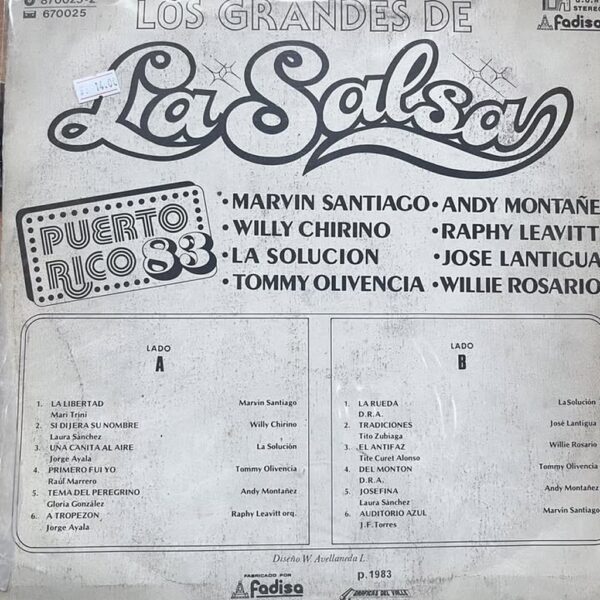 670025
LOS GRANDES DE
STEREO
fadisa
La Salsa
PUERTO
RICO 83
• MARVIN SANTIAGO • ANDY MONTAÑE
• WILLY CHIRINO • RAPHY LEAVITT
• LA SOLUCION • JOSE LANTIGUA
• TOMMY OLIVENCIA • WILLIE ROSARIO
LADO
A
1. LA LIBERTAD Marvin Santiago
Mari Trini
2. SI DIJERA SU NOMBRE Willy Chirino
Laura Sánchez
3. UNA CANITA AL AIRE La Solución
Jorge Ayala
4. PRIMERO FUI YO Tommy Olivencia
Raúl Marrero
5. TEMA DEL PEREGRINO Andy Montañez
Gloria González
6. A TROPEZON Raphy Leavitt orq.
Jorge Ayala
LADO
B
1. LA RUEDA La Solución
D.R.A.
2. TRADICIONES José Lantigua
Tito Zubiaga
3. EL ANTIFAZ Willie Rosario
Tite Curet Alonso
4. DEL MONTON Tommy Olivencia
D.R.A.
5. JOSEFINA Andy Montañez
Laura Sánchez
6. AUDITORIO AZUL Marvin Santiago
J.F. Torres
Diseño W. Avellaneda L.
FABRICADO POR
fadisa
p. 1983
GRAFICAS DEL VALLE